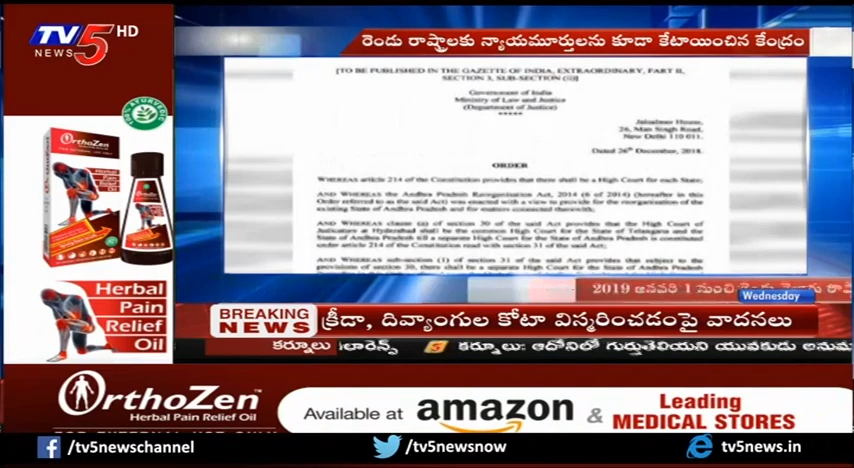 TV5 HD
NEWS
రెండు రాష్ట్రాలకు న్యాయమూర్తులను కూడా కేటాయించిన కేంద్రం
[TO BE PUBLISHED IN THE GAZETTE OF INDIA, EXTRAORDINARY, PART II,
SECTION 3, SUB-SECTION (ii)]
Government of India
Ministry of Law and Justice
(Department of Justice)
*****
Jaisalmer House,
26, Man Singh Road,
New Delhi 110 011.
Dated 26th December, 2018.
ORDER
WHEREAS article 214 of the Constitution provides that there shall be a High Court for each State;
AND WHEREAS the Andhra Pradesh Reorganisation Act, 2014 (6 of 2014) (hereafter in this
Order referred to as the said Act) was enacted with a view to provide for the reorganisation of the
existing State of Andhra Pradesh and for matters connected therewith;
AND WHEREAS clause (a) of section 30 of the said Act provides that the High Court of
Judicature at Hyderabad shall be the common High Court for the State of Telangana and the
State of Andhra Pradesh till a separate High Court for the State of Andhra Pradesh is constituted
under article 214 of the Constitution read with section 31 of the said Act;
AND WHEREAS sub-section (1) of section 31 of the said Act provides that subject to the
provisions of section 30, there shall be a separate High Court for the State of Andhra Pradesh
100% AYURVEDIC
OrthoZen
Herbal
Pain
Relief
Oil
Herbal
Pain
Relief
Oil
2019 జనవరి 1 నుంచి
Wednesday
BREAKING
NEWS
క్రీడా, దివ్యాంగుల కోటా విస్మరించడంపై వాదనలు
కర్నూలు
5 కర్నూలు: ఆదోనిలో గుర్తుతెలియని యువకుడు
OrthoZen™
Herbal Pain Relief Oil
FOR EXTERNAL USE ONLY
Available at amazon & Leading
MEDICAL STORES
/tv5newschannel
/tv5newsnow
tv5news.in